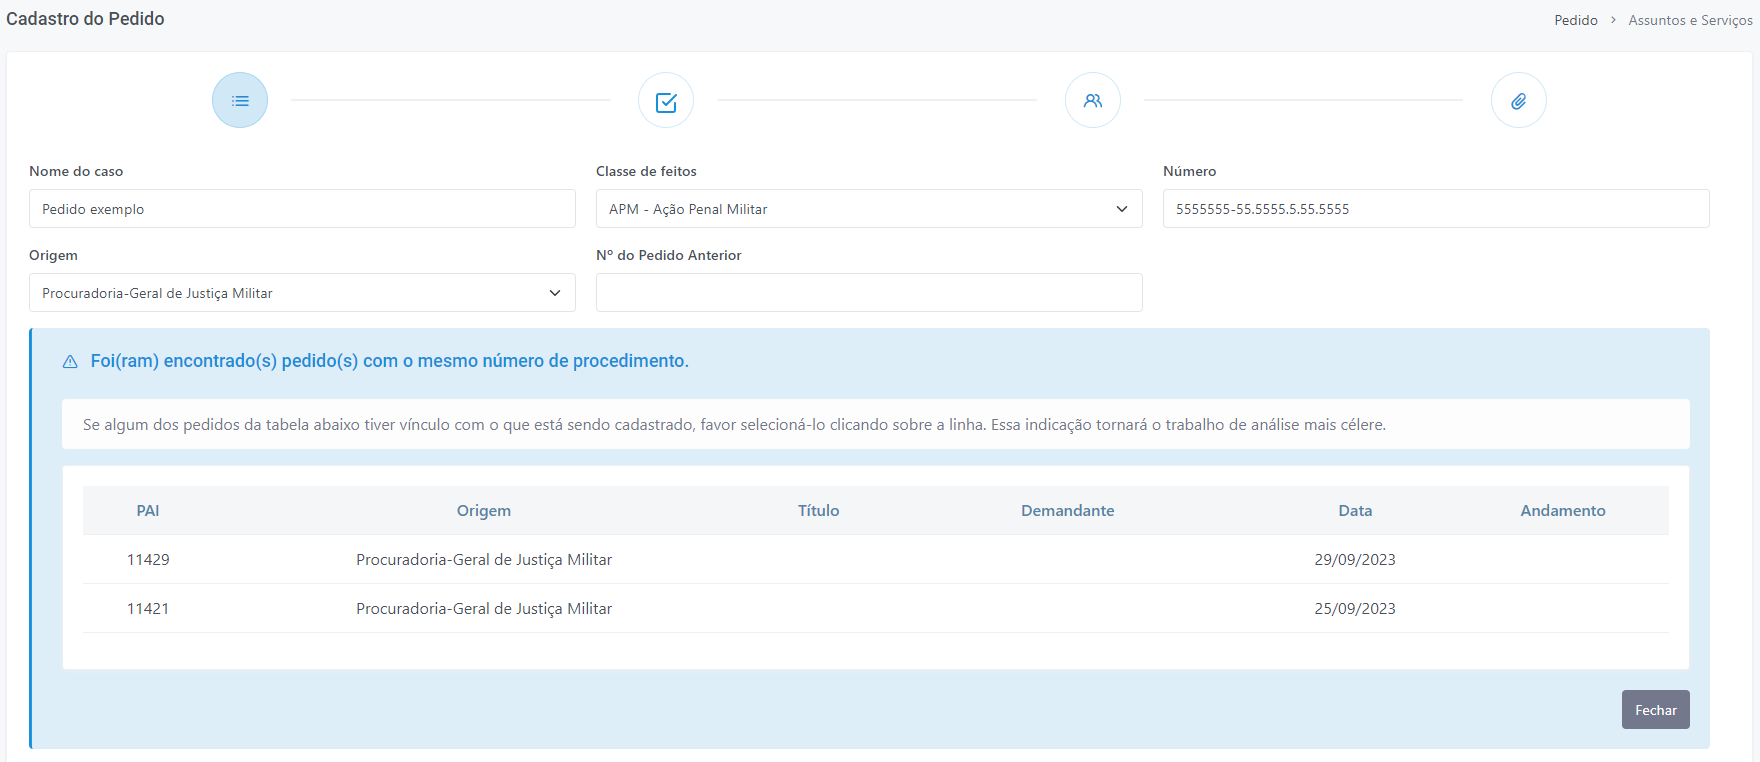 Cadastro do Pedido
Pedido > Assuntos e Serviços
Nome do caso
Classe de feitos
Número
Pedido exemplo
APM - Ação Penal Militar
5555555-55.5555.5.55.5555
Origem
Nº do Pedido Anterior
Procuradoria-Geral de Justiça Militar
Foi(ram) encontrado(s) pedido(s) com o mesmo número de procedimento.
Se algum dos pedidos da tabela abaixo tiver vínculo com o que está sendo cadastrado, favor selecioná-lo clicando sobre a linha. Essa indicação tornará o trabalho de análise mais célere.
PAI Origem Título Demandante Data Andamento
11429 Procuradoria-Geral de Justiça Militar 29/09/2023
11421 Procuradoria-Geral de Justiça Militar 25/09/2023
Fechar